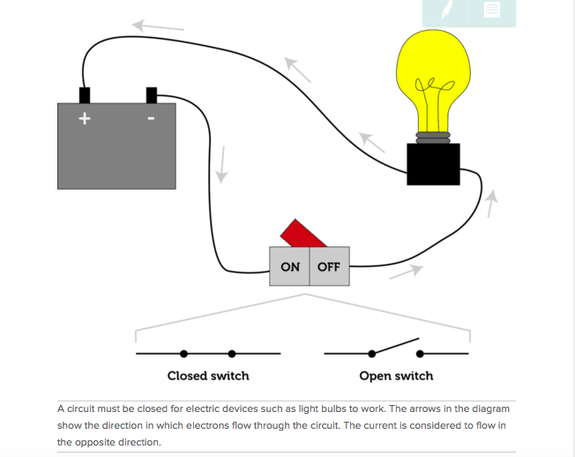 + -
ON OFF
Closed switch Open switch
A circuit must be closed for electric devices such as light bulbs to work. The arrows in the diagram
show the direction in which electrons flow through the circuit. The current is considered to flow in
the opposite direction.